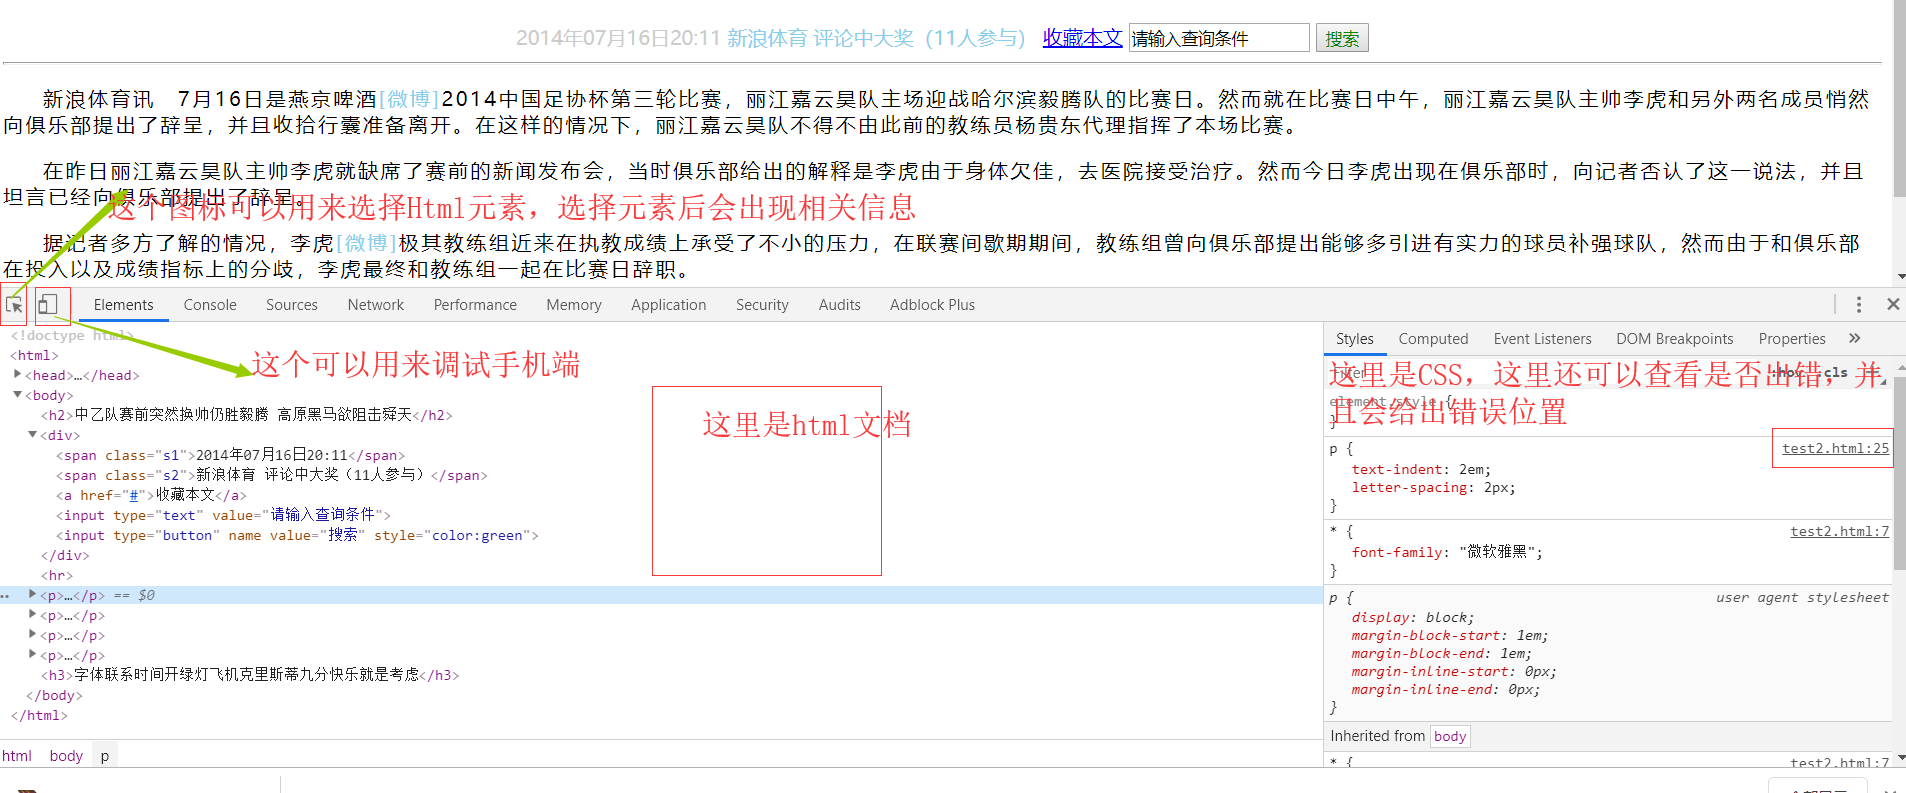 2014年07月16日20:11 新浪体育 评论中大奖（11人参与） 收藏本文 请输入查询条件 搜索
新浪体育讯　7月16日是燕京啤酒[微博]2014中国足协杯第三轮比赛，丽江嘉云昊队主场迎战哈尔滨毅腾队的比赛日。然而就在比赛日中午，丽江嘉云昊队主帅李虎和另外两名成员悄然
向俱乐部提出了辞呈，并且收拾行囊准备离开。在这样的情况下，丽江嘉云昊队不得不由此前的教练员杨贵东代理指挥了本场比赛。
在昨日丽江嘉云昊队主帅李虎就缺席了赛前的新闻发布会，当时俱乐部给出的解释是李虎由于身体欠佳，去医院接受治疗。然而今日李虎出现在俱乐部时，向记者否认了这一说法，并且
坦言已经向俱乐部提出了辞呈。
这个图标可以用来选择Html元素，选择元素后会出现相关信息
据记者多方了解的情况，李虎[微博]极其教练组近来在执教成绩上承受了不小的压力，在联赛间歇期期间，教练组曾向俱乐部提出能够多引进有实力的球员补强球队，然而由于和俱乐部
在投入以及成绩指标上的分歧，李虎最终和教练组一起在比赛日辞职。
Elements Console Sources Network Performance Memory Application Security Audits Adblock Plus
<!doctype html>
<html>
<head>…</head>
<body>
<h2>中乙队赛前突然换帅仍胜毅腾 高原黑马欲阻击舜天</h2>
<div>
<span class="s1">2014年07月16日20:11</span>
<span class="s2">新浪体育 评论中大奖（11人参与）</span>
<a href="#">收藏本文</a>
<input type="text" value="请输入查询条件">
<input type="button" name value="搜索" style="color:green">
</div>
<hr>
<p>…</p> == $0
<p>…</p>
<p>…</p>
<p>…</p>
<h3>字体联系时间开绿灯飞机克里斯蒂九分快乐就是考虑</h3>
</body>
</html>
html body p
这个可以用来调试手机端
这里是html文档
Styles Computed Event Listeners DOM Breakpoints Properties »
Filter :hov .cls +
这里是CSS，这里还可以查看是否出错，并
且会给出错误位置
element.style {
}
p { test2.html:25
text-indent: 2em;
letter-spacing: 2px;
}
* { test2.html:7
font-family: "微软雅黑";
}
p { user agent stylesheet
display: block;
margin-block-start: 1em;
margin-block-end: 1em;
margin-inline-start: 0px;
margin-inline-end: 0px;
}
Inherited from body
* { test2.html:7